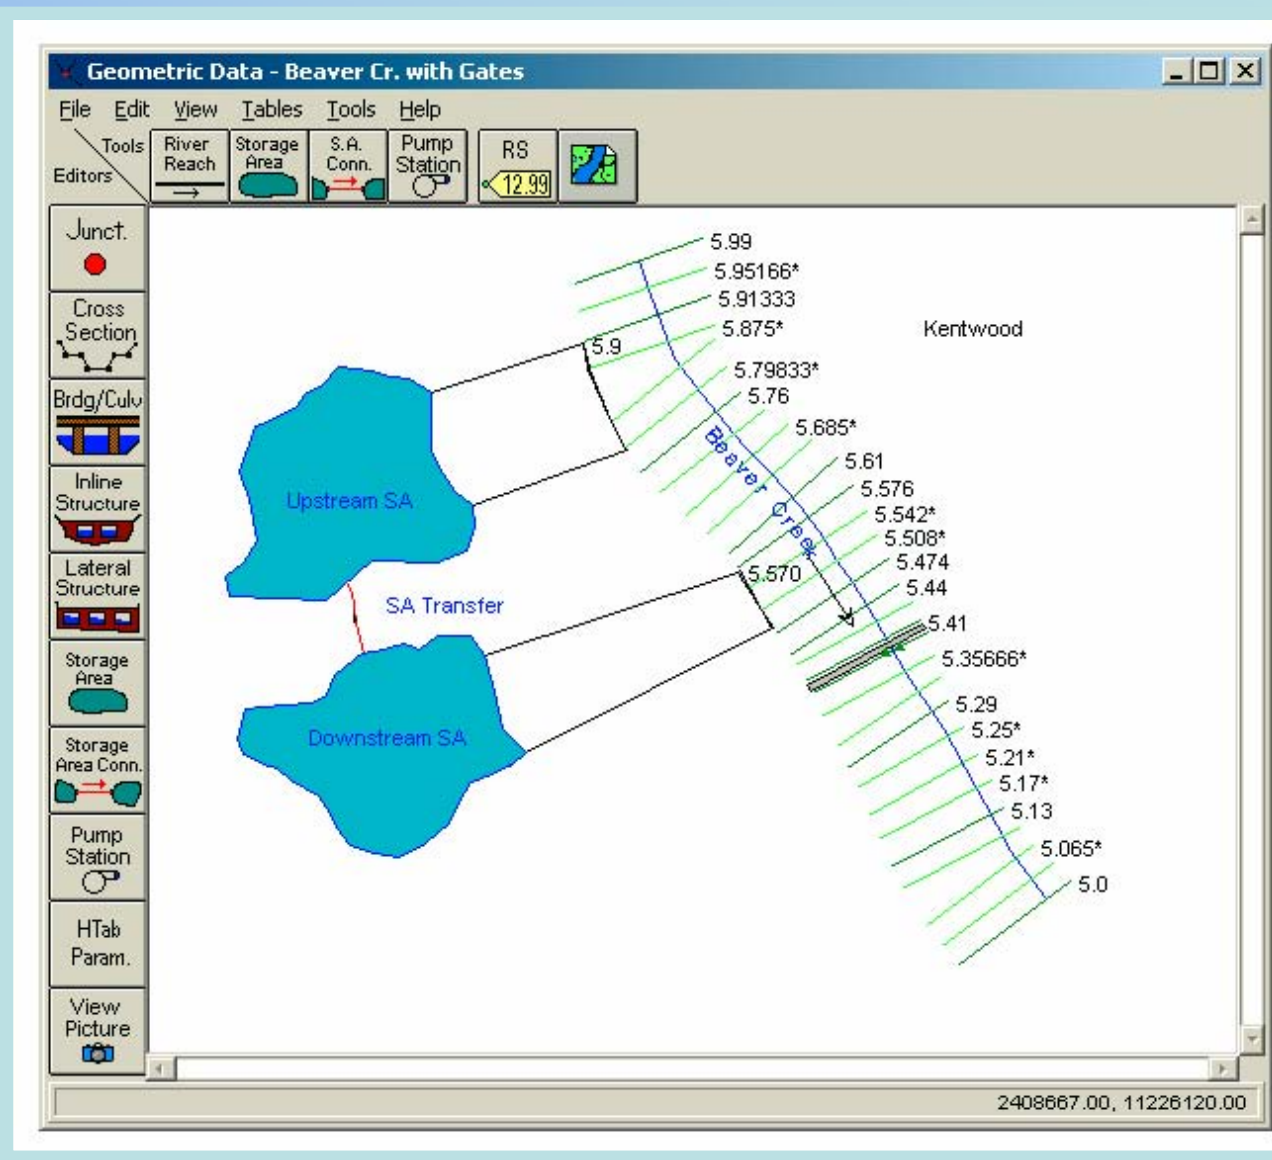 Geometric Data - Beaver Cr. with Gates
File Edit View Tables Tools Help
Tools
Editors
River
Reach
Storage
Area
S.A.
Conn.
Pump
Station
RS
12.99
Junct.
Cross
Section
Brdg/Culv
Inline
Structure
Lateral
Structure
Storage
Area
Storage
Area Conn.
Pump
Station
HTab
Param.
View
Picture
5.99
5.95166*
5.91333
5.875*
Kentwood
5.9
5.79833*
5.76
5.685*
Beaver Creek
5.61
5.576
Upstream SA
5.542*
5.508*
5.474
5.570
5.44
SA Transfer
5.41
5.35666*
5.29
5.25*
Downstream SA
5.21*
5.17*
5.13
5.065*
5.0
2408667.00, 11226120.00